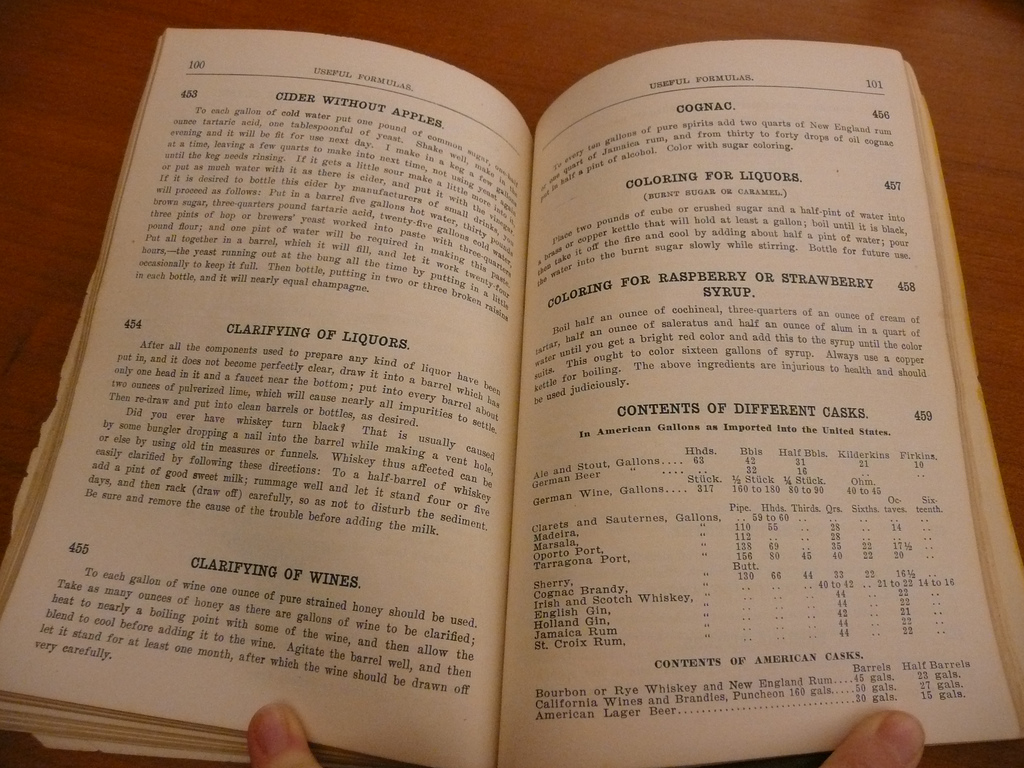 100
USEFUL FORMULAS.
453
CIDER WITHOUT APPLES.
To each gallon of cold water put one pound of common sugar, one-half
ounce tartaric acid, one tablespoonful of yeast. Shake well, make in the
evening and it will be fit for use next day. I make in a keg a few gallons
at a time, leaving a few quarts to make into next time, not using yeast again
until the keg needs rinsing. If it gets a little sour make a little more into it,
or put as much water with it as there is cider, and put it with the vinegar.
If it is desired to bottle this cider by manufacturers of small drinks, you
will proceed as follows: Put in a barrel five gallons hot water, thirty pounds
brown sugar, three-quarters pound tartaric acid, twenty-five gallons cold water,
three pints of hop or brewers' yeast worked into paste with three-quarters
pound flour; and one pint of water will be required in making this paste.
Put all together in a barrel, which it will fill, and let it work twenty-four
hours,—the yeast running out at the bung all the time by putting in a little
occasionally to keep it full. Then bottle, putting in two or three broken raisins
in each bottle, and it will nearly equal champagne.
454
CLARIFYING OF LIQUORS.
After all the components used to prepare any kind of liquor have been
put in, and it does not become perfectly clear, draw it into a barrel which has
only one head in it and a faucet near the bottom; put into every barrel about
two ounces of pulverized lime, which will cause nearly all impurities to settle.
Then re-draw and put into clean barrels or bottles, as desired.
Did you ever have whiskey turn black? That is usually caused
by some bungler dropping a nail into the barrel while making a vent hole,
or else by using old tin measures or funnels. Whiskey thus affected can be
easily clarified by following these directions: To a half-barrel of whiskey
add a pint of good sweet milk; rummage well and let it stand four or five
days, and then rack (draw off) carefully, so as not to disturb the sediment.
Be sure and remove the cause of the trouble before adding the milk.
455
CLARIFYING OF WINES.
To each gallon of wine one ounce of pure strained honey should be used.
Take as many ounces of honey as there are gallons of wine to be clarified;
heat to nearly a boiling point with some of the wine, and then allow the
blend to cool before adding it to the wine. Agitate the barrel well, and then
let it stand for at least one month, after which the wine should be drawn off
very carefully.
USEFUL FORMULAS.
101
COGNAC.
456
To every ten gallons of pure spirits add two quarts of New England rum
or one quart of Jamaica rum, and from thirty to forty drops of oil cognac
put in half a pint of alcohol. Color with sugar coloring.
COLORING FOR LIQUORS.
457
(BURNT SUGAR OR CARAMEL.)
Place two pounds of cube or crushed sugar and a half-pint of water into
a brass or copper kettle that will hold at least a gallon; boil until it is black,
then take it off the fire and cool by adding about half a pint of water; pour
the water into the burnt sugar slowly while stirring. Bottle for future use.
COLORING FOR RASPBERRY OR STRAWBERRY
SYRUP.
458
Boil half an ounce of cochineal, three-quarters of an ounce of cream of
tartar, half an ounce of saleratus and half an ounce of alum in a quart of
water until you get a bright red color and add this to the syrup until the color
suits. This ought to color sixteen gallons of syrup. Always use a copper
kettle for boiling. The above ingredients are injurious to health and should
be used judiciously.
CONTENTS OF DIFFERENT CASKS.
459
In American Gallons as Imported into the United States.
Hhds. Bbls Half Bbls. Kilderkins Firkins.
Ale and Stout, Gallons.... 63 42 31 21 10
German Beer " .... .. 32 16
Stück. ½ Stück ¼ Stück. Ohm.
German Wine, Gallons.... 317 160 to 180 80 to 90 40 to 45
Pipe. Hhds. Thirds. Qrs. Sixths. Octaves. Sixteenth.
Clarets and Sauternes, Gallons, .. 59 to 60 .. .. .. .. ..
Madeira, " 110 55 .. 28 .. 14 ..
Marsala, " 112 .. .. 28 .. .. ..
Oporto Port, " 138 69 .. 35 22 17½ ..
Tarragona Port, " 156 80 45 40 22 20 ..
Butt.
Sherry, " 130 66 44 33 22 16½ ..
Cognac Brandy, " 40 to 42 .. 21 to 22 14 to 16
Irish and Scotch Whiskey, " 44 .. 22 ..
English Gin, " 44 .. 22 ..
Holland Gin, " 42 .. 21 ..
Jamaica Rum " 44 .. 22 ..
St. Croix Rum, " 44 .. 22 ..
CONTENTS OF AMERICAN CASKS.
Barrels Half Barrels
Bourbon or Rye Whiskey and New England Rum....45 gals. 23 gals.
California Wines and Brandies, Puncheon 160 gals.....50 gals. 27 gals.
American Lager Beer..............................30 gals. 15 gals.